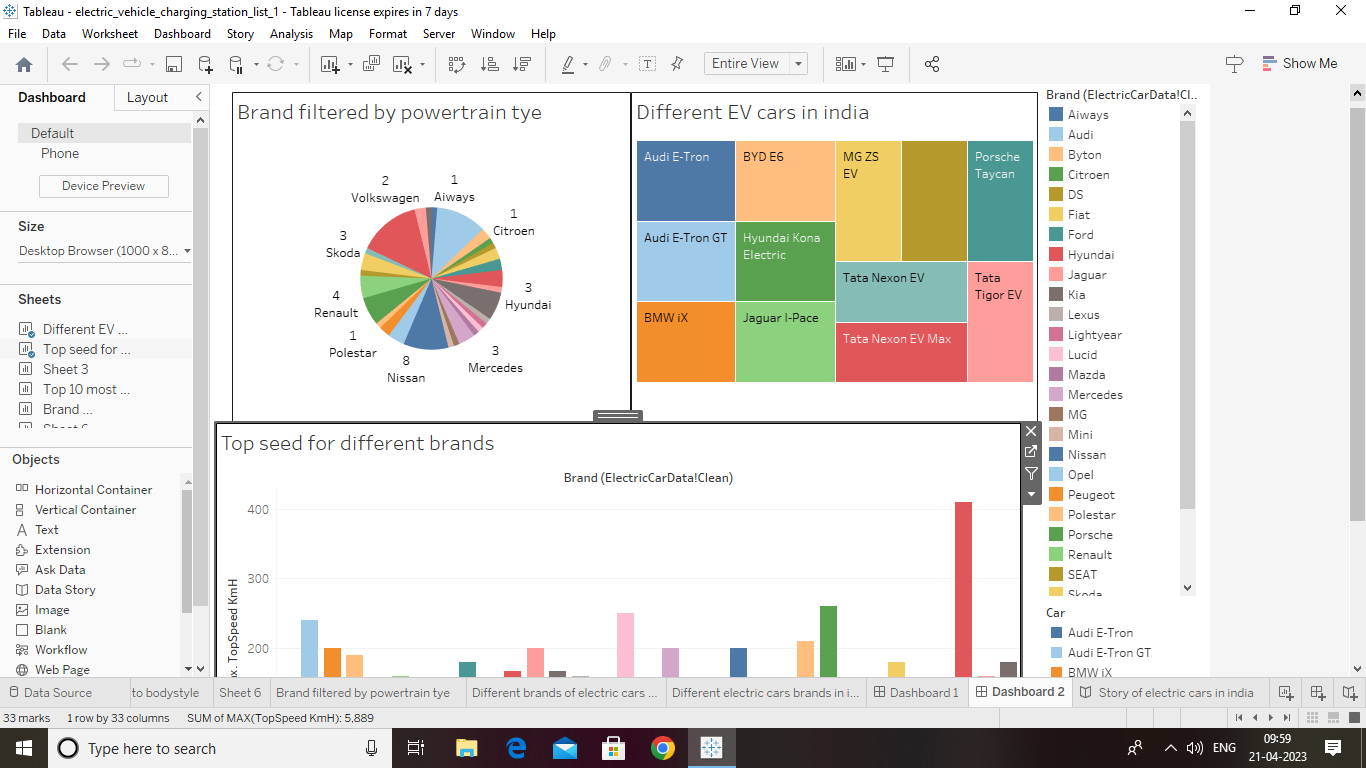 Tableau - electric_vehicle_charging_station_list_1 - Tableau license expires in 7 days
File Data Worksheet Dashboard Story Analysis Map Format Server Window Help
Entire View
Show Me
Dashboard
Layout
Default
Phone
Device Preview
Size
Desktop Browser (1000 x 8...
Sheets
Different EV ...
Top seed for ...
Sheet 3
Top 10 most ...
Brand ...
Sheet 6
Objects
Horizontal Container
Vertical Container
Text
Extension
Ask Data
Data Story
Image
Blank
Workflow
Web Page
Brand filtered by powertrain tye
2
Volkswagen
1
Aiways
1
Citroen
3
Skoda
3
Hyundai
4
Renault
1
Polestar
8
Nissan
3
Mercedes
Different EV cars in india
Audi E-Tron
BYD E6
MG ZS
EV
Porsche
Taycan
Audi E-Tron GT
Hyundai Kona
Electric
Tata Nexon EV
Tata
Tigor EV
BMW iX
Jaguar I-Pace
Tata Nexon EV Max
Top seed for different brands
Brand (ElectricCarData!Clean)
400
300
200
x. TopSpeed KmH
Brand (ElectricCarData!Cl..
Aiways
Audi
Byton
Citroen
DS
Fiat
Ford
Hyundai
Jaguar
Kia
Lexus
Lightyear
Lucid
Mazda
Mercedes
MG
Mini
Nissan
Opel
Peugeot
Polestar
Porsche
Renault
SEAT
Skoda
Car
Audi E-Tron
Audi E-Tron GT
BMW iX
Data Source
to bodystyle
Sheet 6
Brand filtered by powertrain tye
Different brands of electric cars ...
Different electric cars brands in i...
Dashboard 1
Dashboard 2
Story of electric cars in india
33 marks 1 row by 33 columns SUM of MAX(TopSpeed KmH): 5,889
Type here to search
ENG
09:59
21-04-2023